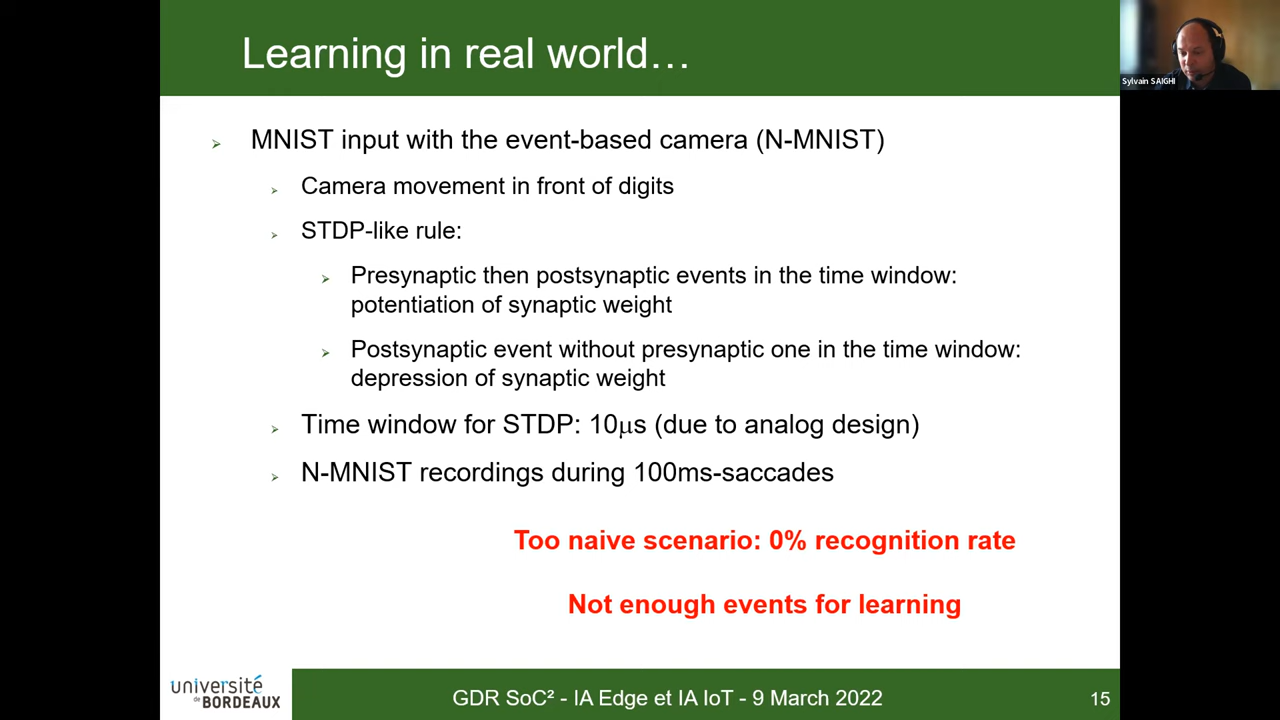 Learning in real world…
Sylvain SAIGHI
MNIST input with the event-based camera (N-MNIST)
Camera movement in front of digits
STDP-like rule:
Presynaptic then postsynaptic events in the time window:
potentiation of synaptic weight
Postsynaptic event without presynaptic one in the time window:
depression of synaptic weight
Time window for STDP: 10μs (due to analog design)
N-MNIST recordings during 100ms-saccades
Too naive scenario: 0% recognition rate
Not enough events for learning
université
de BORDEAUX
GDR SoC² - IA Edge et IA IoT - 9 March 2022
15